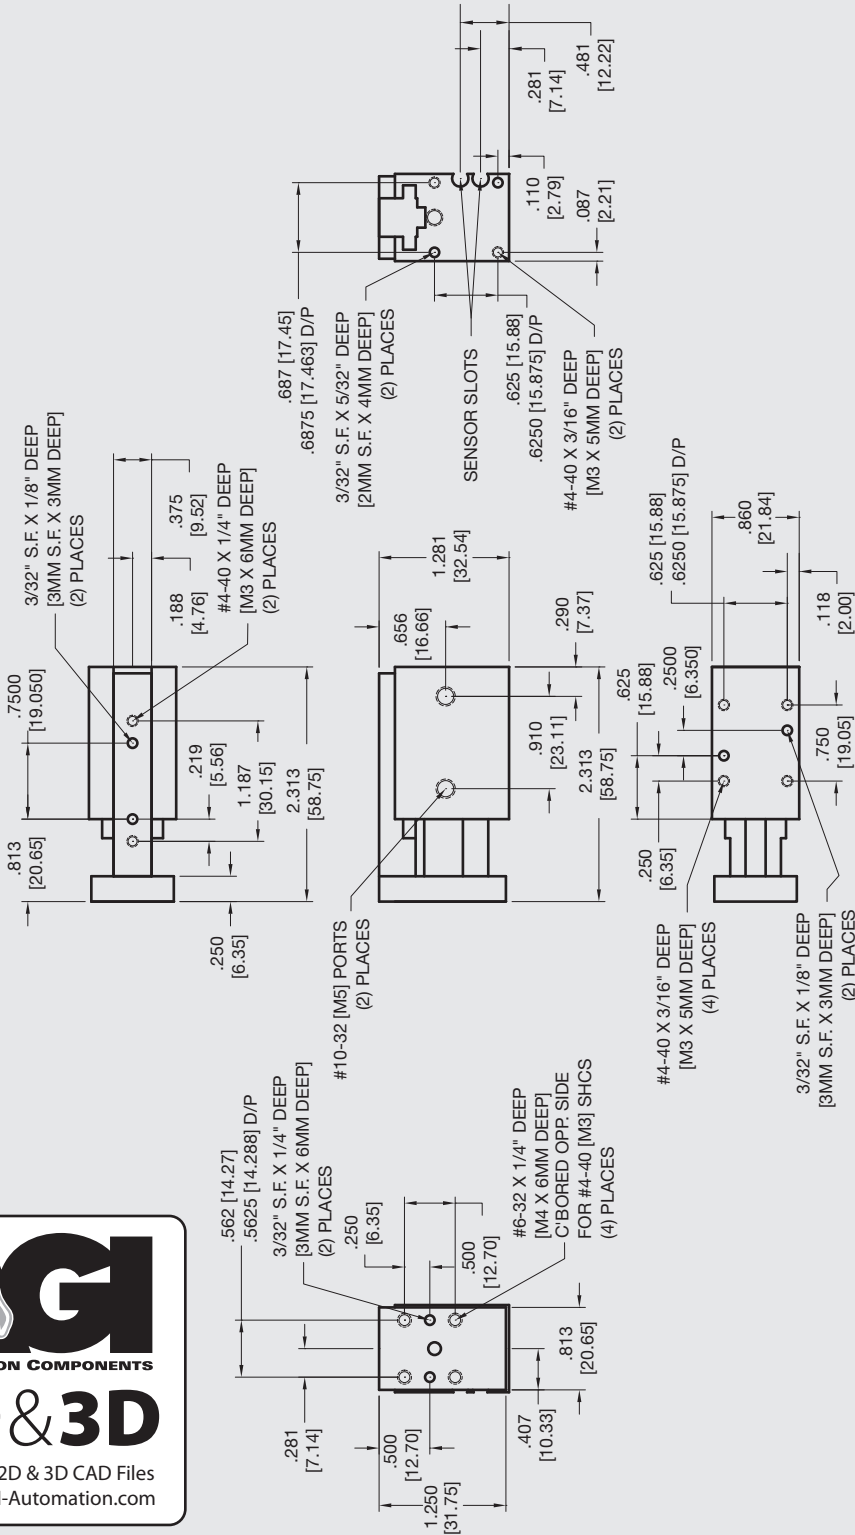 .281
[7.14]
.481
[12.22]
.110
[2.79]
.087
[2.21]
.687 [17.45]
.6875 [17.463] D/P
3/32" S.F. X 5/32" DEEP
[2MM S.F. X 4MM DEEP]
(2) PLACES
SENSOR SLOTS
.625 [15.88]
.6250 [15.875] D/P
#4-40 X 3/16" DEEP
[M3 X 5MM DEEP]
(2) PLACES
3/32" S.F. X 1/8" DEEP
[3MM S.F. X 3MM DEEP]
(2) PLACES
.375
[9.52]
.188
[4.76]
#4-40 X 1/4" DEEP
[M3 X 6MM DEEP]
(2) PLACES
.7500
[19.050]
.813
[20.65]
.219
[5.56]
1.187
[30.15]
2.313
[58.75]
.250
[6.35]
1.281
[32.54]
.656
[16.66]
.290
[7.37]
.910
[23.11]
2.313
[58.75]
#10-32 [M5] PORTS
(2) PLACES
.625 [15.88]
.6250 [15.875] D/P
.860
[21.84]
.625
[15.88]
.2500
[6.350]
.118
[2.00]
.750
[19.05]
.250
[6.35]
#4-40 X 3/16" DEEP
[M3 X 5MM DEEP]
(4) PLACES
3/32" S.F. X 1/8" DEEP
[3MM S.F. X 3MM DEEP]
(2) PLACES
.562 [14.27]
.5625 [14.288] D/P
3/32" S.F. X 1/4" DEEP
[3MM S.F. X 6MM DEEP]
(2) PLACES
.250
[6.35]
.500
[12.70]
#6-32 X 1/4" DEEP
[M4 X 6MM DEEP]
C'BORED OPP. SIDE
FOR #4-40 [M3] SHCS
(4) PLACES
.281
[7.14]
.500
[12.70]
1.250
[31.75]
.407
[10.33]
.813
[20.65]
GI
ON COMPONENTS
& 3D
2D & 3D CAD Files
-Automation.com